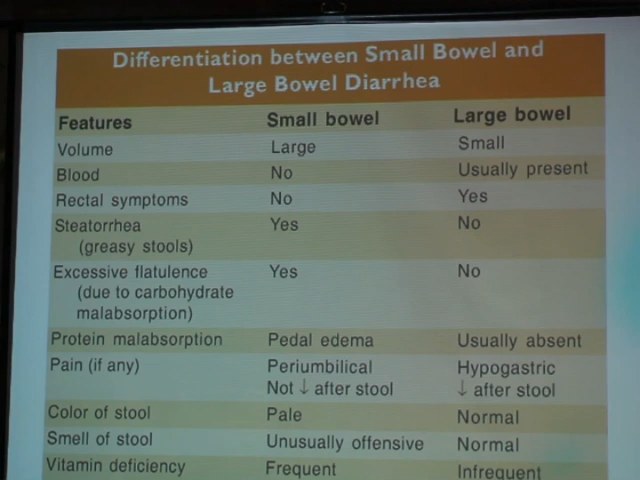 Differentiation between Small Bowel and
Large Bowel Diarrhea
Features Small bowel Large bowel
Volume Large Small
Blood No Usually present
Rectal symptoms No Yes
Steatorrhea Yes No
(greasy stools)
Excessive flatulence Yes No
(due to carbohydrate
malabsorption)
Protein malabsorption Pedal edema Usually absent
Pain (if any) Periumbilical Hypogastric
Not ↓ after stool ↓ after stool
Color of stool Pale Normal
Smell of stool Unusually offensive Normal
Vitamin deficiency Frequent Infrequent